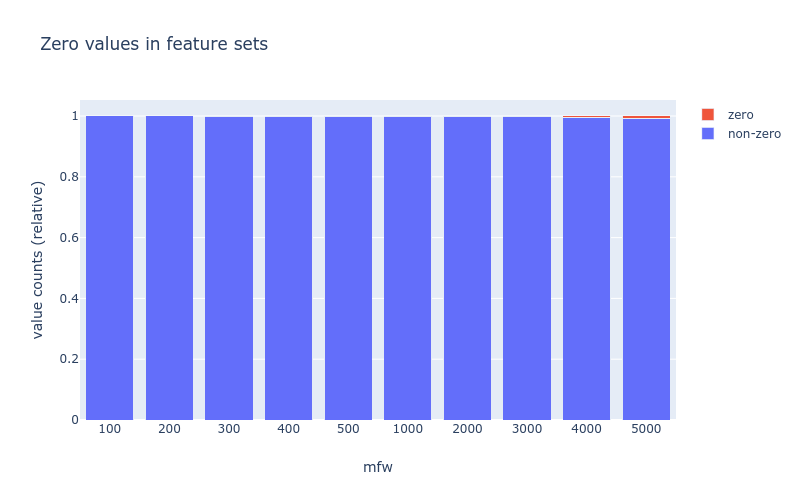 Zero values in feature sets
zero
non-zero
value counts (relative)
1
0.8
0.6
0.4
0.2
0
100 200 300 400 500 1000 2000 3000 4000 5000
mfw